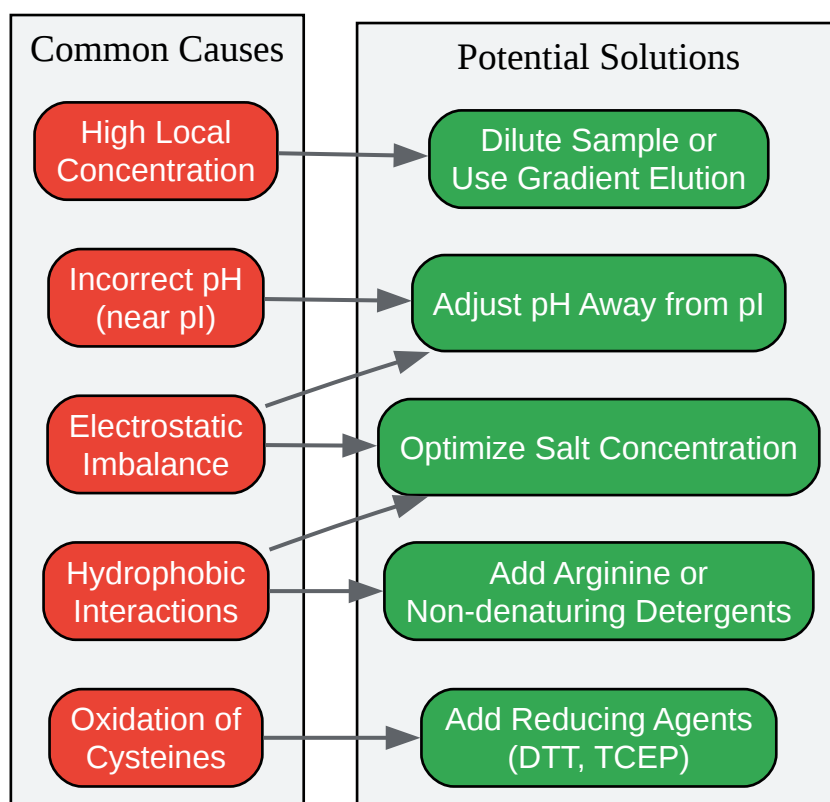 Common Causes
High Local
Concentration
Incorrect pH
(near pI)
Electrostatic
Imbalance
Hydrophobic
Interactions
Oxidation of
Cysteines
Potential Solutions
Dilute Sample or
Use Gradient Elution
Adjust pH Away from pI
Optimize Salt Concentration
Add Arginine or
Non-denaturing Detergents
Add Reducing Agents
(DTT, TCEP)